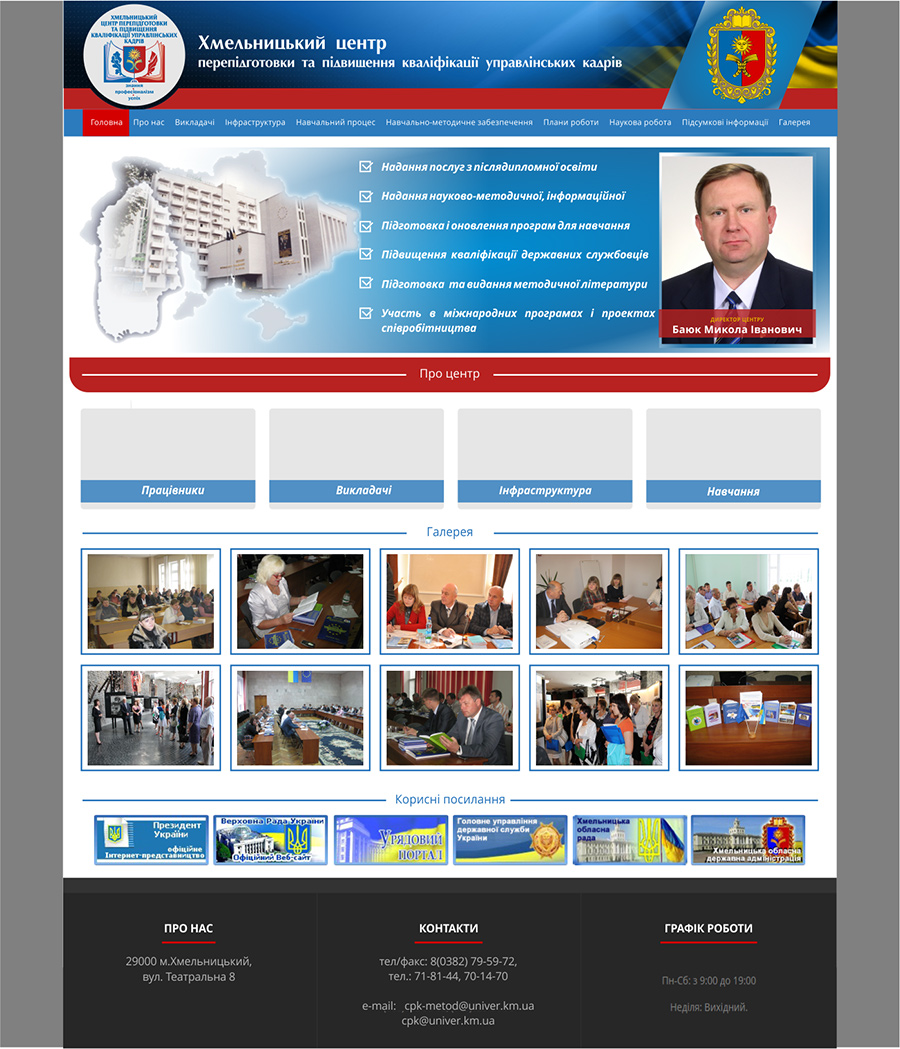 ХМЕЛЬНИЦЬКИЙ
ЦЕНТР ПЕРЕПІДГОТОВКИ
ТА ПІДВИЩЕННЯ
КВАЛІФІКАЦІЇ УПРАВЛІНСЬКИХ
КАДРІВ
знання
професіоналізм
успіх
Хмельницький центр
перепідготовки та підвищення кваліфікації управлінських кадрів
Головна Про нас Викладачі Інфраструктура Навчальний процес Навчально-методичне забезпечення Плани роботи Наукова робота Підсумкові інформації Галерея
Надання послуг з післядипломної освіти
Надання науково-методичної, інформаційної
Підготовка і оновлення програм для навчання
Підвищення кваліфікації державних службовців
Підготовка та видання методичної літератури
Участь в міжнародних програмах і проектах
співробітництва
ДИРЕКТОР ЦЕНТРУ
Баюк Микола Іванович
Про центр
Працівники
Викладачі
Інфраструктура
Навчання
Галерея
Корисні посилання
Президент
України
офіційне
Інтернет-представництво
Верховна Рада України
Офіційний Веб-сайт
Урядовий
портал
Головне управління
державної служби
України
Хмельницька
обласна
рада
Хмельницька обласна
державна адміністрація
ПРО НАС
29000 м.Хмельницький,
вул. Театральна 8
КОНТАКТИ
тел/факс: 8(0382) 79-59-72,
тел.: 71-81-44, 70-14-70
e-mail: cpk-metod@univer.km.ua
cpk@univer.km.ua
ГРАФІК РОБОТИ
Пн-Сб: з 9:00 до 19:00
Неділя: Вихідний.